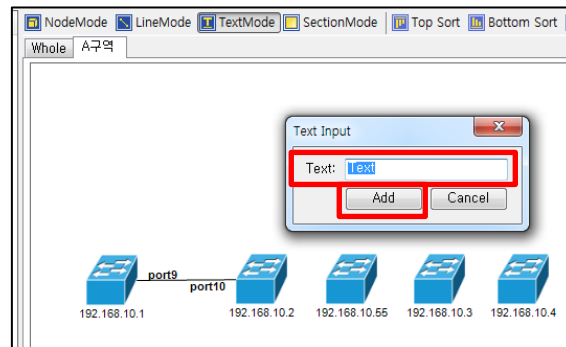 NodeMode LineMode TextMode SectionMode Top Sort Bottom Sort
Whole A구역
Text Input
Text: Text
Add Cancel
port9
port10
192.168.10.1 192.168.10.2 192.168.10.55 192.168.10.3 192.168.10.4